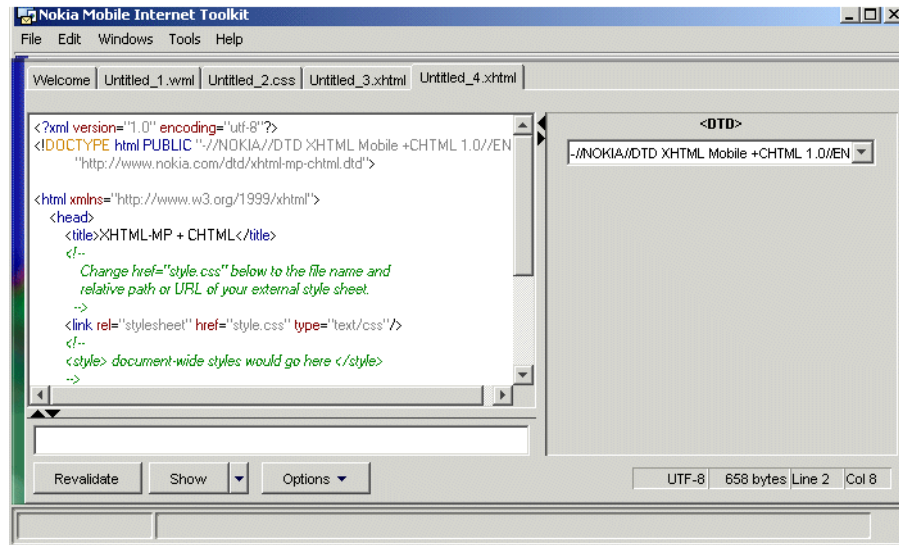 Nokia Mobile Internet Toolkit
File Edit Windows Tools Help
Welcome Untitled_1.wml Untitled_2.css Untitled_3.xhtml Untitled_4.xhtml
<?xml version="1.0" encoding="utf-8"?>
<!DOCTYPE html PUBLIC "-//NOKIA//DTD XHTML Mobile +CHTML 1.0//EN
"http://www.nokia.com/dtd/xhtml-mp-chtml.dtd">
<html xmlns="http://www.w3.org/1999/xhtml">
<head>
<title>XHTML-MP + CHTML</title>
<!--
Change href="style.css" below to the file name and
relative path or URL of your external style sheet.
-->
<link rel="stylesheet" href="style.css" type="text/css"/>
<!--
<style> document-wide styles would go here </style>
-->
<DTD>
-//NOKIA//DTD XHTML Mobile +CHTML 1.0//EN
Revalidate Show Options
UTF-8 658 bytes Line 2 Col 8